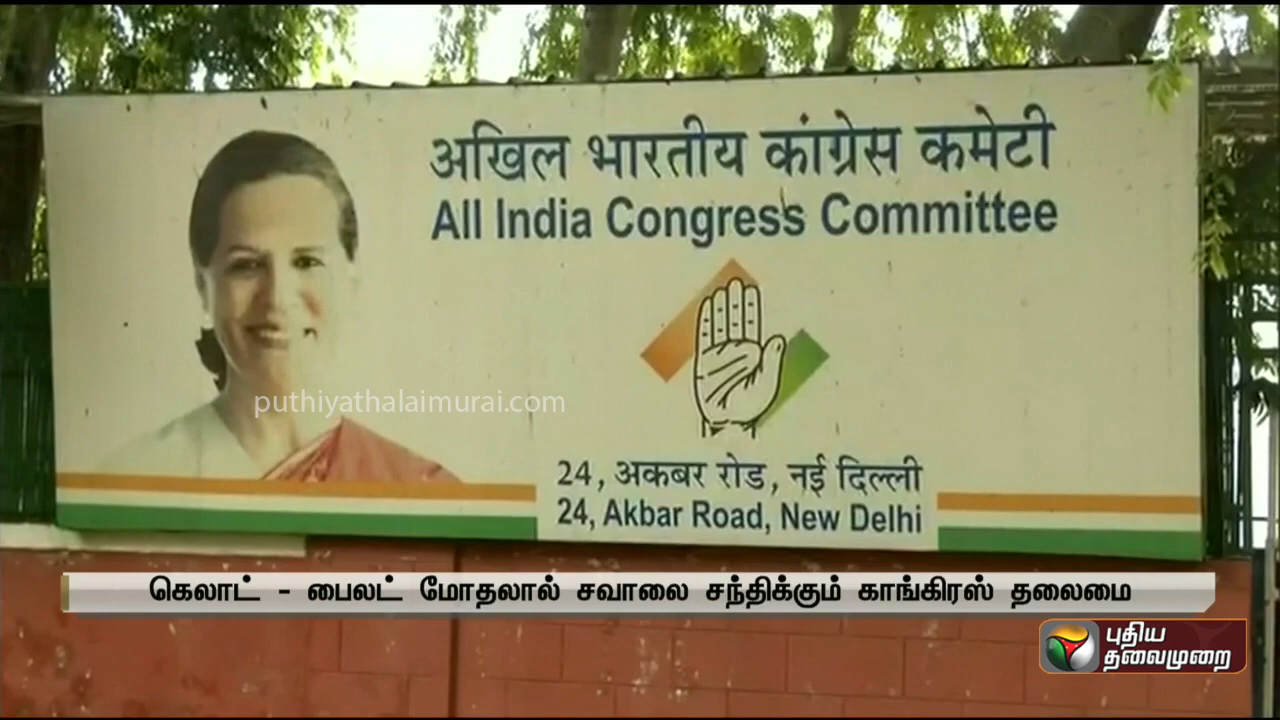 अखिल भारतीय कांग्रेस कमेटी
All India Congress Committee
puthiyathalaimurai.com
24, अकबर रोड, नई दिल्ली
24, Akbar Road, New Delhi
கெலாட் - பைலட் மோதலால் சவாலை சந்திக்கும் காங்கிரஸ் தலைமை
புதிய
தலைமுறை